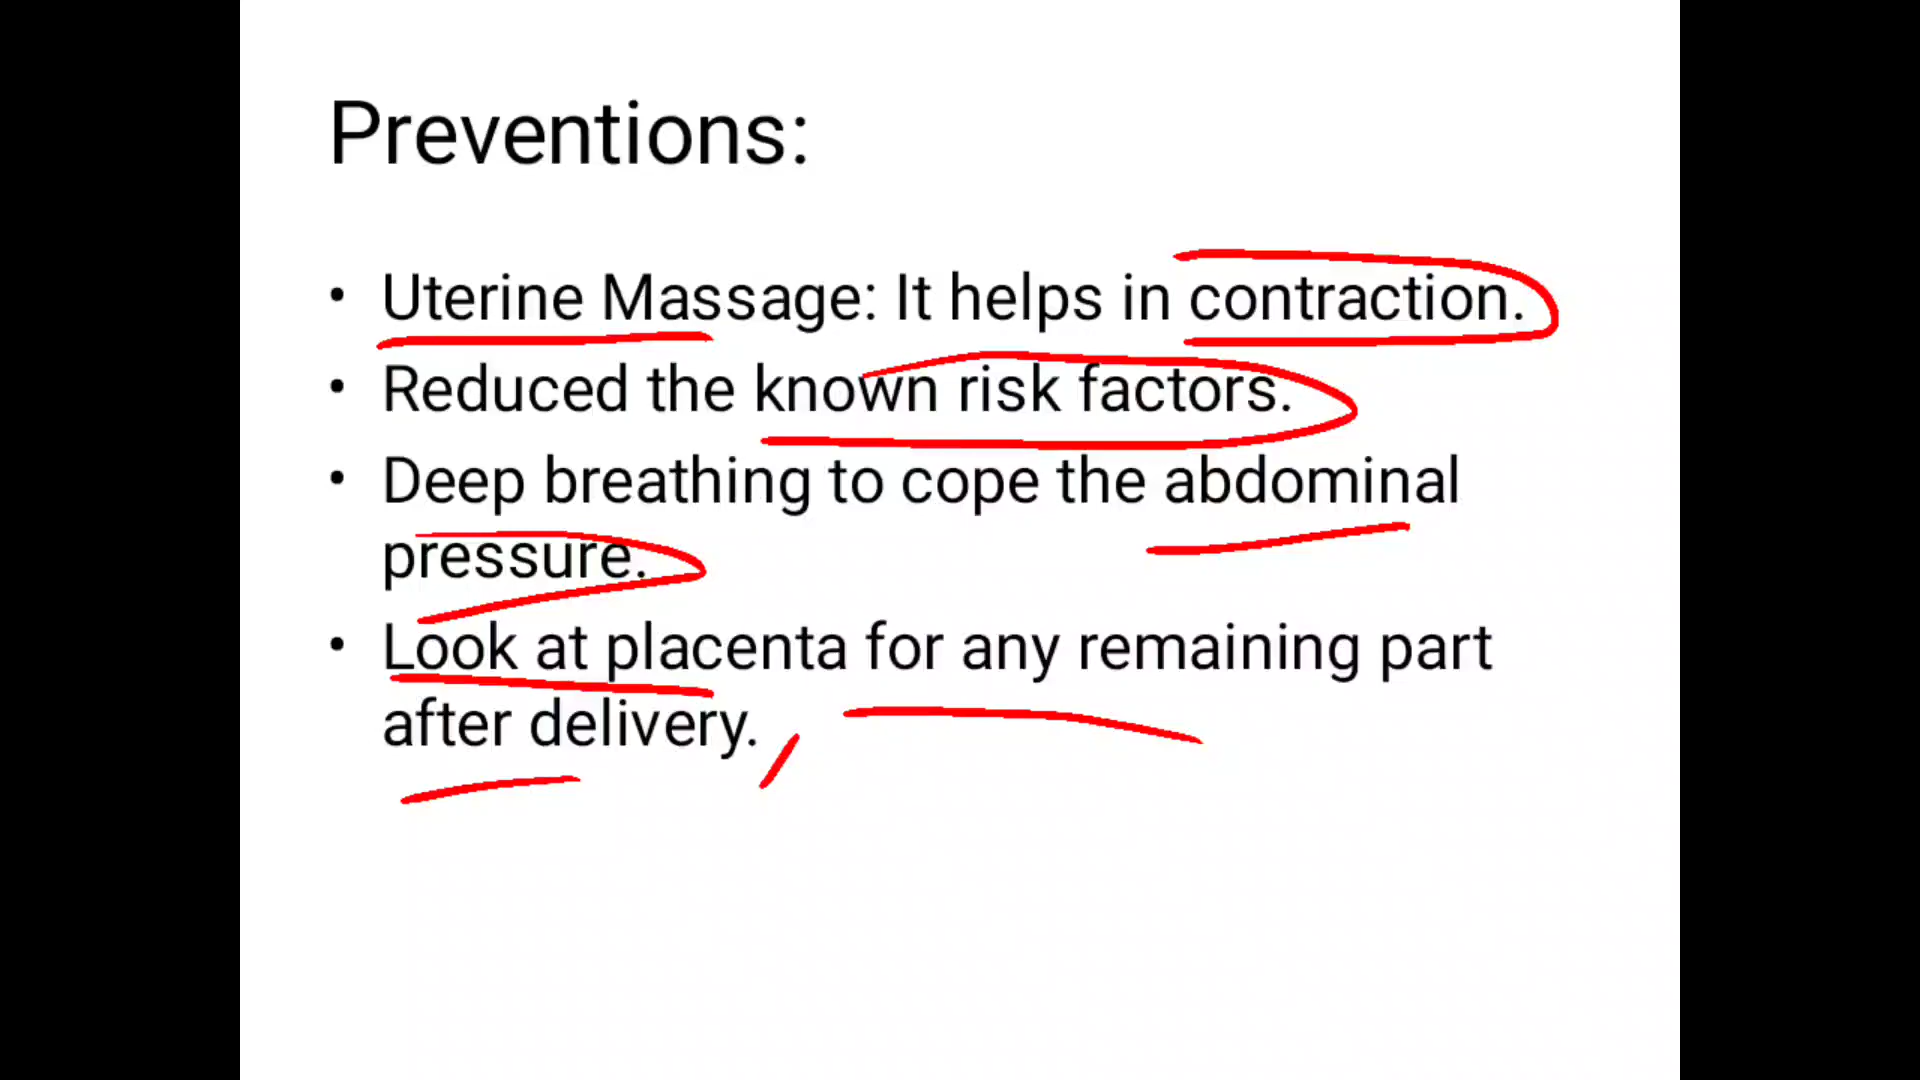 Preventions:
• Uterine Massage: It helps in contraction.
• Reduced the known risk factors.
• Deep breathing to cope the abdominal
pressure.
• Look at placenta for any remaining part
after delivery.